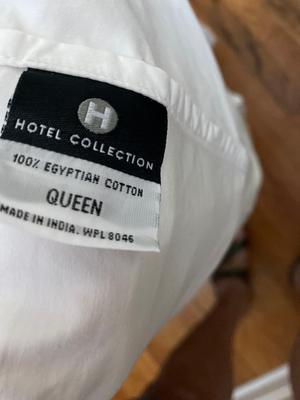 H
HOTEL COLLECTION
100% EGYPTIAN COTTON
QUEEN
MADE IN INDIA. WPL 8046